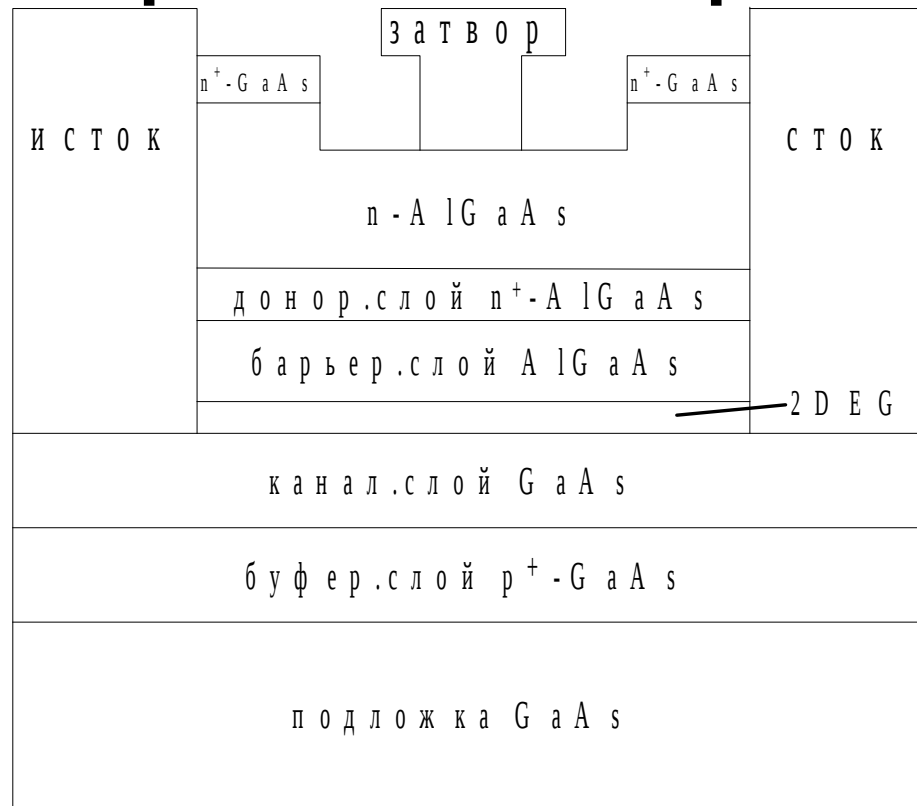 затвор
n⁺-GaAs n⁺-GaAs
исток сток
n-AlGaAs
донор.слой n⁺-AlGaAs
барьер.слой AlGaAs
2DEG
канал.слой GaAs
буфер.слой p⁺-GaAs
подложка GaAs